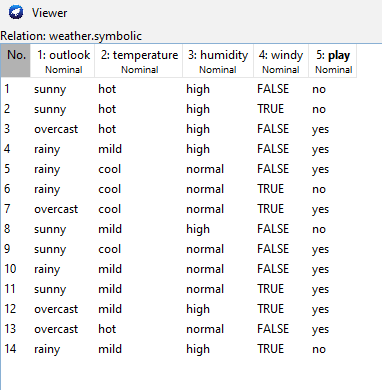 Viewer
Relation: weather.symbolic
No. 1: outlook 2: temperature 3: humidity 4: windy 5: play
Nominal Nominal Nominal Nominal Nominal
1 sunny hot high FALSE no
2 sunny hot high TRUE no
3 overcast hot high FALSE yes
4 rainy mild high FALSE yes
5 rainy cool normal FALSE yes
6 rainy cool normal TRUE no
7 overcast cool normal TRUE yes
8 sunny mild high FALSE no
9 sunny cool normal FALSE yes
10 rainy mild normal FALSE yes
11 sunny mild normal TRUE yes
12 overcast mild high TRUE yes
13 overcast hot normal FALSE yes
14 rainy mild high TRUE no